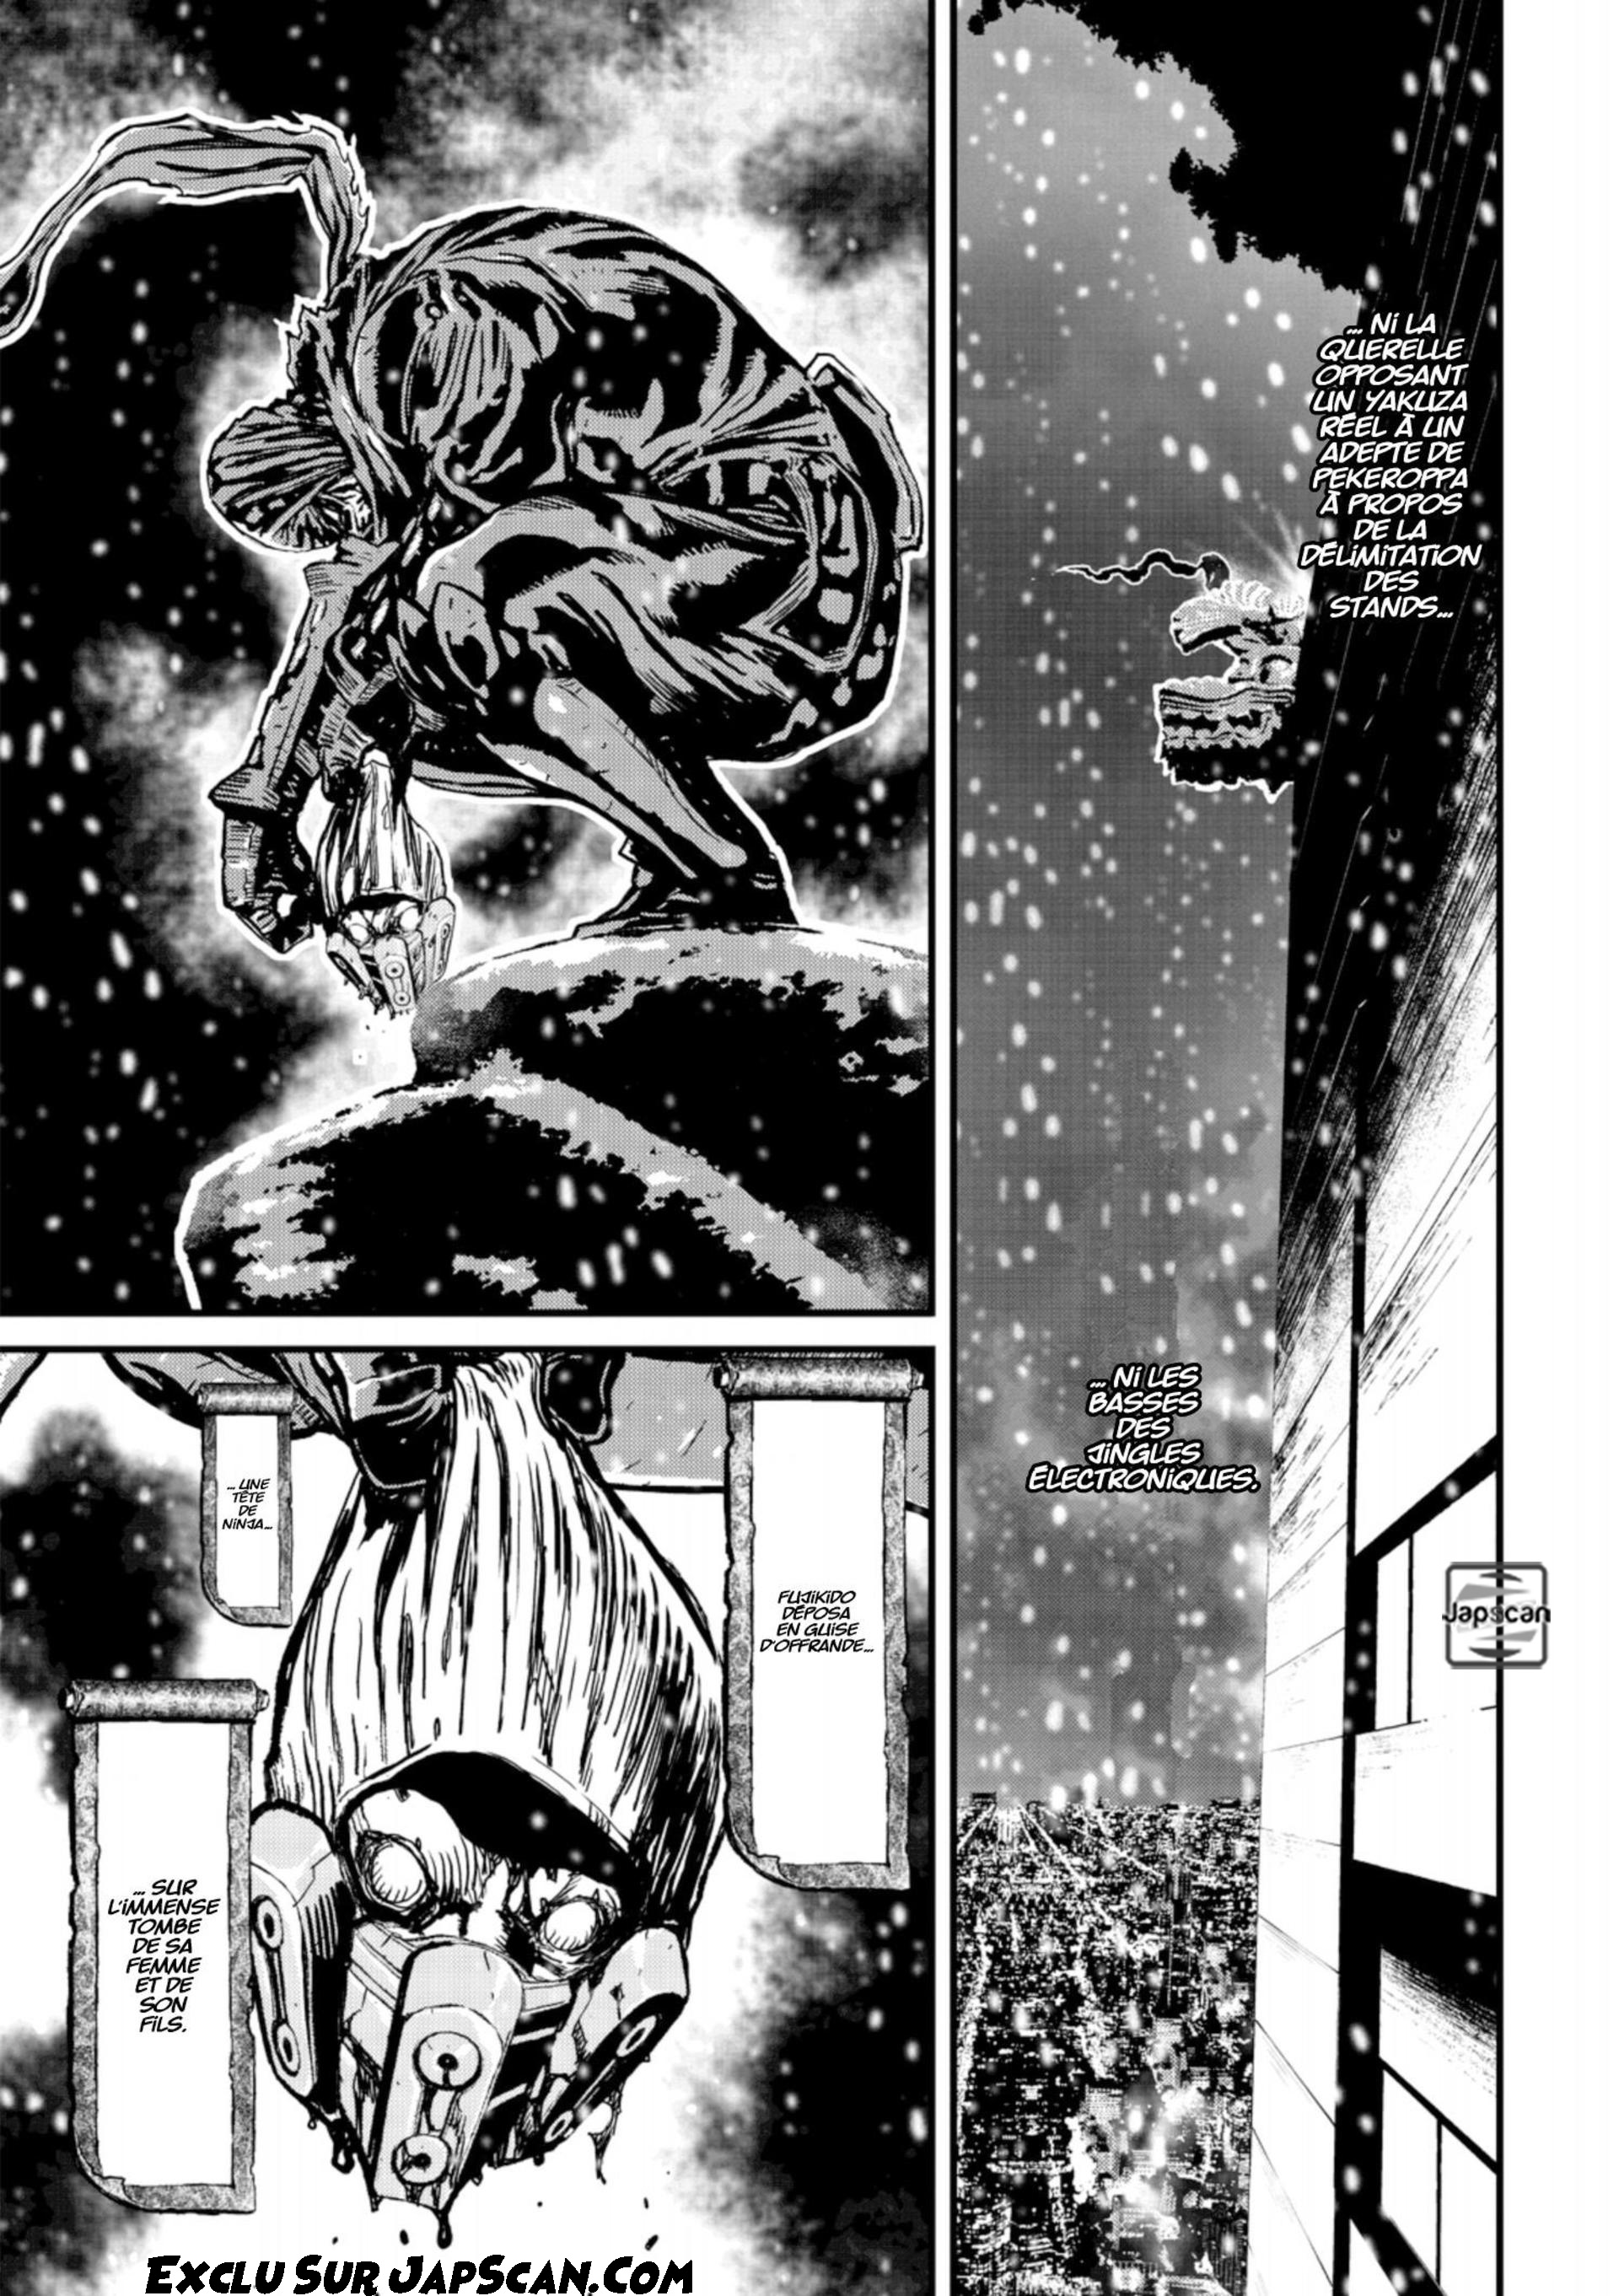 ... Ni LA
QUERELLE
OPPOSANT
UN YAKUZA
RÉEL À UN
ADEPTE DE
PEKEROPPA
À PROPOS
DE LA
DÉLiMiTATiON
DES
STANDS...
... Ni LES
BASSES
DES
JiNGLES
ÉLECTRONiQUES.
FUJiKiDO
DÉPOSA
EN GUiSE
D'OFFRANDE...
... UNE
TÊTE
DE
NiNJA...
... SUR
L'iMMENSE
TOMBE
DE SA
FEMME
ET DE
SON
FiLS.
Japscan
EXCLU SUR JAPSCAN.COM